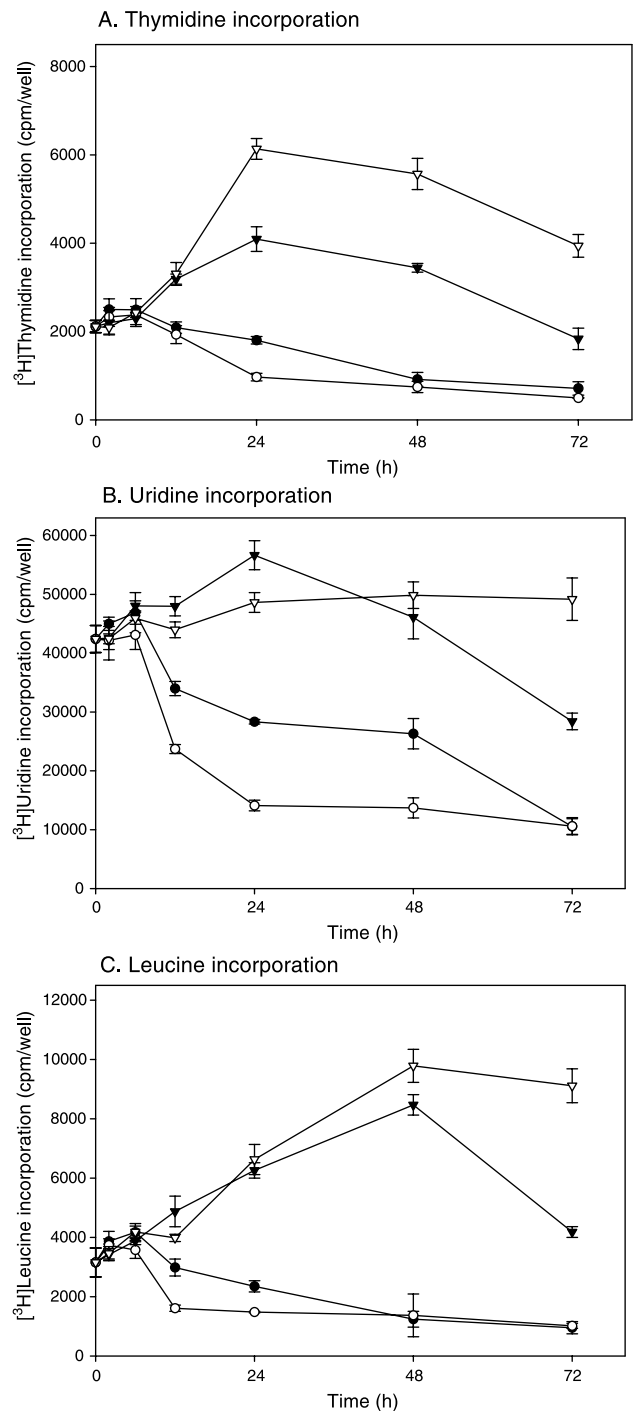 A. Thymidine incorporation
[³H]Thymidine incorporation (cpm/well)
8000
6000
4000
2000
0
0 24 48 72
Time (h)
B. Uridine incorporation
[³H]Uridine incorporation (cpm/well)
60000
50000
40000
30000
20000
10000
0
0 24 48 72
Time (h)
C. Leucine incorporation
[³H]Leucine incorporation (cpm/well)
12000
10000
8000
6000
4000
2000
0
0 24 48 72
Time (h)